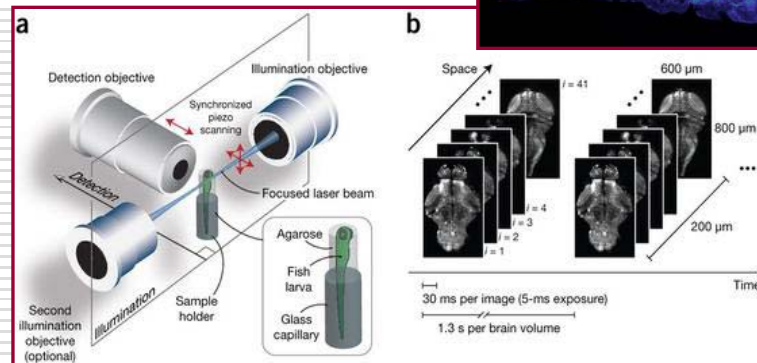 a
Detection objective
Illumination objective
Synchronized
piezo
scanning
Focused laser beam
Detection
Agarose
Fish
larva
Glass
capillary
Sample
holder
Illumination
Second
illumination
objective
(optional)
b
Space
i = 41
600 µm
800 µm
i = 4
i = 3
i = 2
i = 1
200 µm
Time
30 ms per image (5-ms exposure)
1.3 s per brain volume